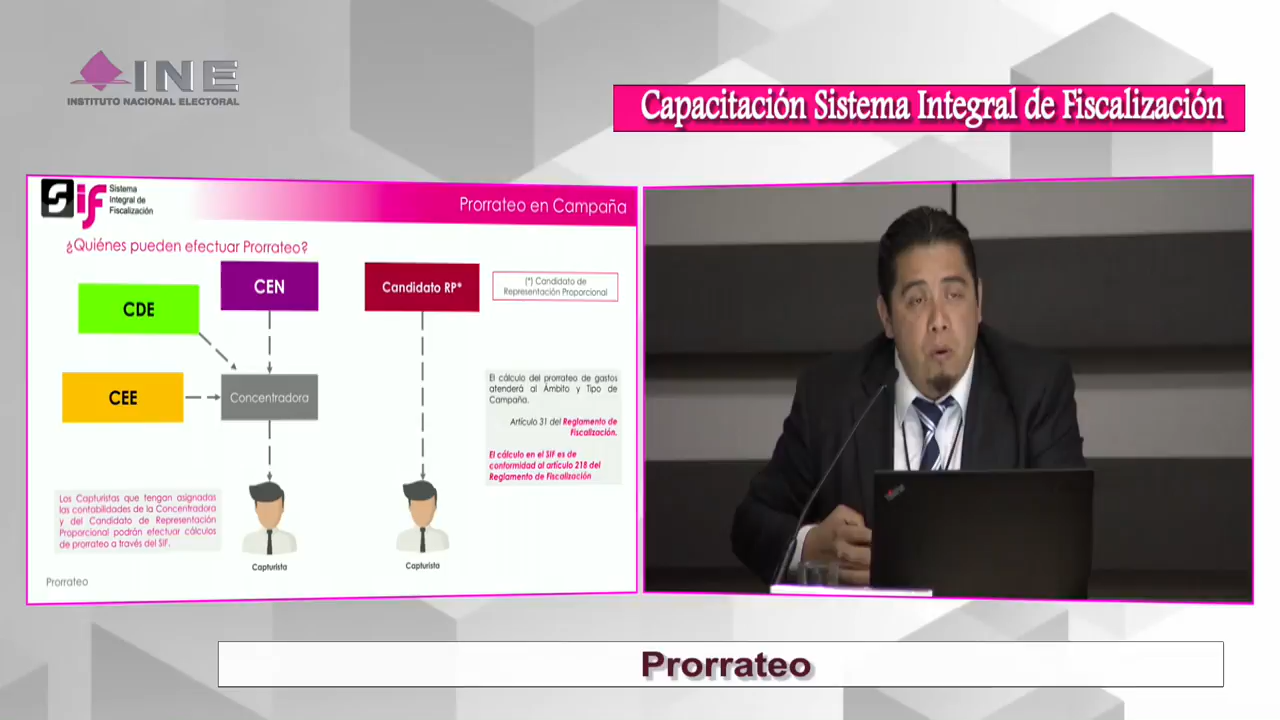 INE
INSTITUTO NACIONAL ELECTORAL
Capacitación Sistema Integral de Fiscalización
Sif
Sistema
Integral de
Fiscalización
Prorrateo en Campaña
¿Quiénes pueden efectuar Prorrateo?
CDE
CEN
Candidato RP*
(*) Candidato de
Representación Proporcional
CEE
Concentradora
El cálculo del prorrateo de gastos
atenderá al Ámbito y Tipo de
Campaña.
Artículo 31 del Reglamento de
Fiscalización.
El cálculo en el SIF es de
conformidad al artículo 218 del
Reglamento de Fiscalización
Los Capturistas que tengan asignadas
las contabilidades de la Concentradora
y del Candidato de Representación
Proporcional podrán efectuar cálculos
de prorrateo a través del SIF.
Capturista
Capturista
Prorrateo
Prorrateo